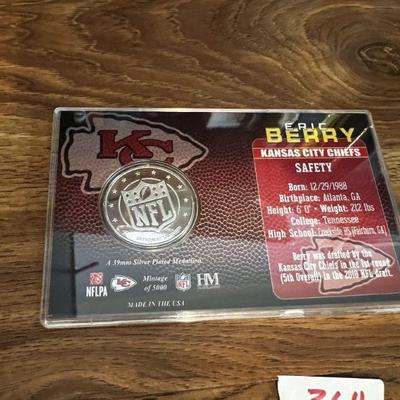 ERIC
BERRY
KANSAS CITY CHIEFS
SAFETY
Born: 12/29/1988
Birthplace: Atlanta, GA
Height: 6' 0" - Weight: 212 lbs
College: Tennessee
High School: Creekside HS (Fairburn, GA)
Berry was drafted by the
Kansas City Chiefs in the 1st round
(5th Overall) in the 2010 NFL draft.
KC
NFL
A 39mm Silver Plated Medallion
NFLPA
Mintage
of 5000
NFL
HM
MADE IN THE USA
364